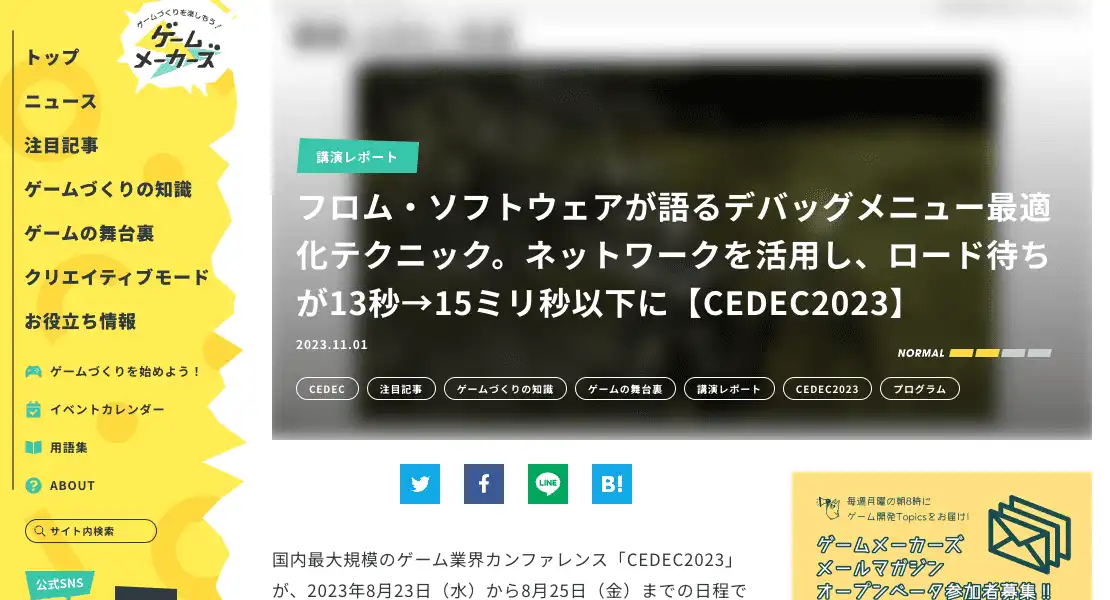 ゲームづくりを楽しもう！
ゲーム
メーカーズ
トップ
ニュース
注目記事
ゲームづくりの知識
ゲームの舞台裏
クリエイティブモード
お役立ち情報
ゲームづくりを始めよう！
イベントカレンダー
用語集
ABOUT
サイト内検索
公式SNS
講演レポート
フロム・ソフトウェアが語るデバッグメニュー最適
化テクニック。ネットワークを活用し、ロード待ち
が13秒→15ミリ秒以下に【CEDEC2023】
2023.11.01
NORMAL
CEDEC
注目記事
ゲームづくりの知識
ゲームの舞台裏
講演レポート
CEDEC2023
プログラム
LINE
B!
国内最大規模のゲーム業界カンファレンス「CEDEC2023」
が、2023年8月23日（水）から8月25日（金）までの日程で
毎週月曜の朝8時に
ゲーム開発Topicsをお届け!
ゲームメーカーズ
メールマガジン
オープンベータ参加者募集!!